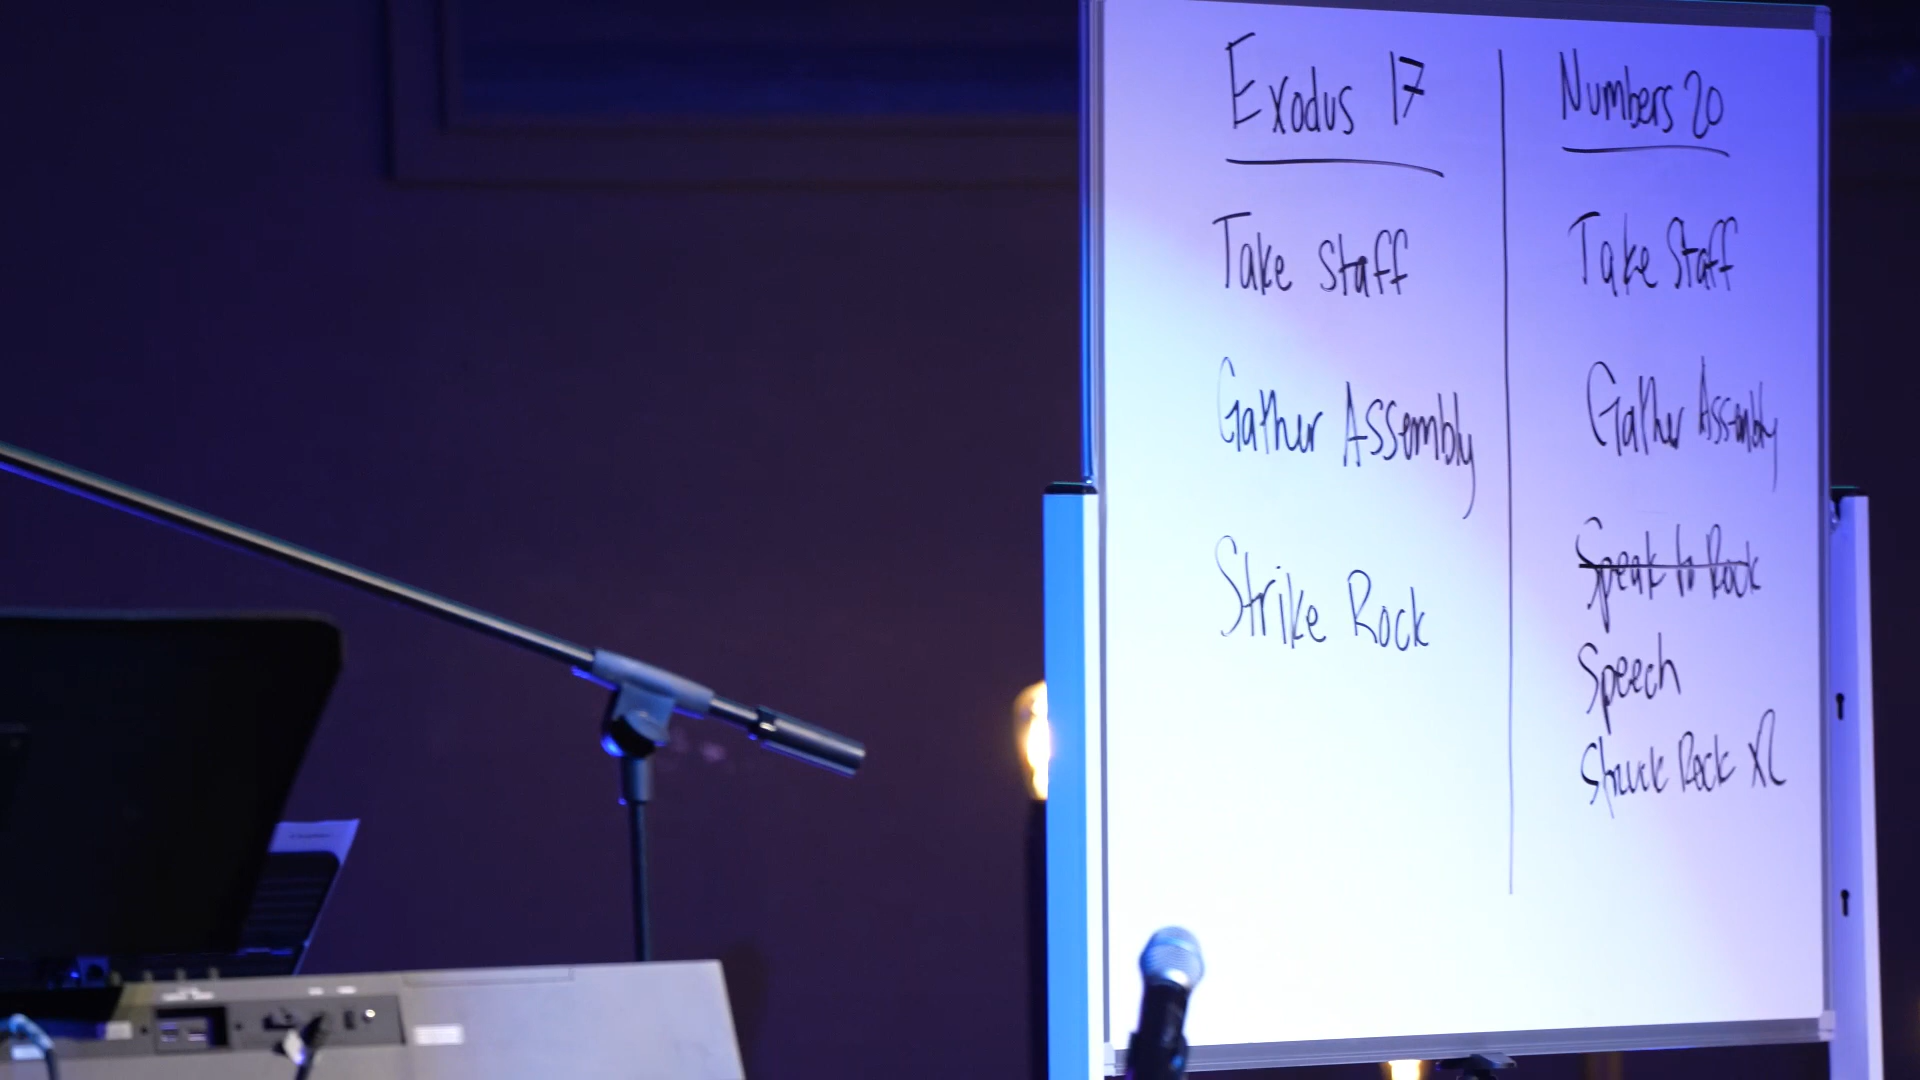 Exodus 17
Take Staff
Gather Assembly
Strike Rock
Numbers 20
Take Staff
Gather Assembly
Speak to Rock
Speech
Struck Rock x2